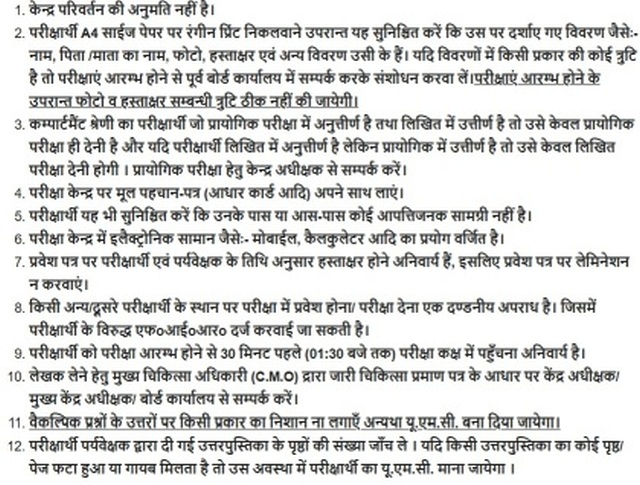 1. केन्द्र परिवर्तन की अनुमति नहीं है।
2. परीक्षार्थी A4 साईज पेपर पर रंगीन प्रिंट निकलवाने उपरान्त यह सुनिश्चित करें कि उस पर दर्शाए गए विवरण जैसेः-
नाम, पिता /माता का नाम, फोटो, हस्ताक्षर एवं अन्य विवरण उसी के हैं। यदि विवरणों में किसी प्रकार की कोई त्रुटि
है तो परीक्षाएं आरम्भ होने से पूर्व बोर्ड कार्यालय में सम्पर्क करके संशोधन करवा लें।परीक्षाएं आरम्भ होने के
उपरान्त फोटो व हस्ताक्षर सम्बन्धी त्रुटि ठीक नहीं की जायेगी।
3. कम्पार्टमैंट श्रेणी का परीक्षार्थी जो प्रायोगिक परीक्षा में अनुत्तीर्ण है तथा लिखित में उत्तीर्ण है तो उसे केवल प्रायोगिक
परीक्षा ही देनी है और यदि परीक्षार्थी लिखित में अनुत्तीर्ण है लेकिन प्रायोगिक में उत्तीर्ण है तो उसे केवल लिखित
परीक्षा देनी होगी । प्रायोगिक परीक्षा हेतु केन्द्र अधीक्षक से सम्पर्क करें।
4. परीक्षा केन्द्र पर मूल पहचान-पत्र (आधार कार्ड आदि) अपने साथ लाएं।
5. परीक्षार्थी यह भी सुनिश्चित करें कि उनके पास या आस-पास कोई आपत्तिजनक सामग्री नहीं है।
6. परीक्षा केन्द्र में इलैक्ट्रोनिक सामान जैसेः- मोबाईल, कैलकुलेटर आदि का प्रयोग वर्जित है।
7. प्रवेश पत्र पर परीक्षार्थी एवं पर्यवेक्षक के तिथि अनुसार हस्ताक्षर होने अनिवार्य हैं, इसलिए प्रवेश पत्र पर लेमिनेशन
न करवाएं।
8. किसी अन्य/दूसरे परीक्षार्थी के स्थान पर परीक्षा में प्रवेश होना/ परीक्षा देना एक दण्डनीय अपराध है। जिसमें
परीक्षार्थी के विरुद्ध एफ०आई०आर० दर्ज करवाई जा सकती है।
9. परीक्षार्थी को परीक्षा आरम्भ होने से 30 मिनट पहले (01:30 बजे तक) परीक्षा कक्ष में पहुँचना अनिवार्य है।
10. लेखक लेने हेतु मुख्य चिकित्सा अधिकारी (C.M.O) द्रारा जारी चिकित्सा प्रमाण पत्र के आधार पर केंद्र अधीक्षक/
मुख्य केंद्र अधीक्षक/ बोर्ड कार्यालय से सम्पर्क करें।
11. वैकल्पिक प्रश्नों के उत्तरों पर किसी प्रकार का निशान ना लगाएँ अन्यथा यू.एम.सी. बना दिया जायेगा।
12. परीक्षार्थी पर्यवेक्षक द्वारा दी गई उत्तरपुस्तिका के पृष्ठों की संख्या जाँच ले । यदि किसी उत्तरपुस्तिका का कोई पृष्ठ/
पेज फटा हुआ या गायब मिलता है तो उस अवस्था में परीक्षार्थी का यू.एम.सी. माना जायेगा ।